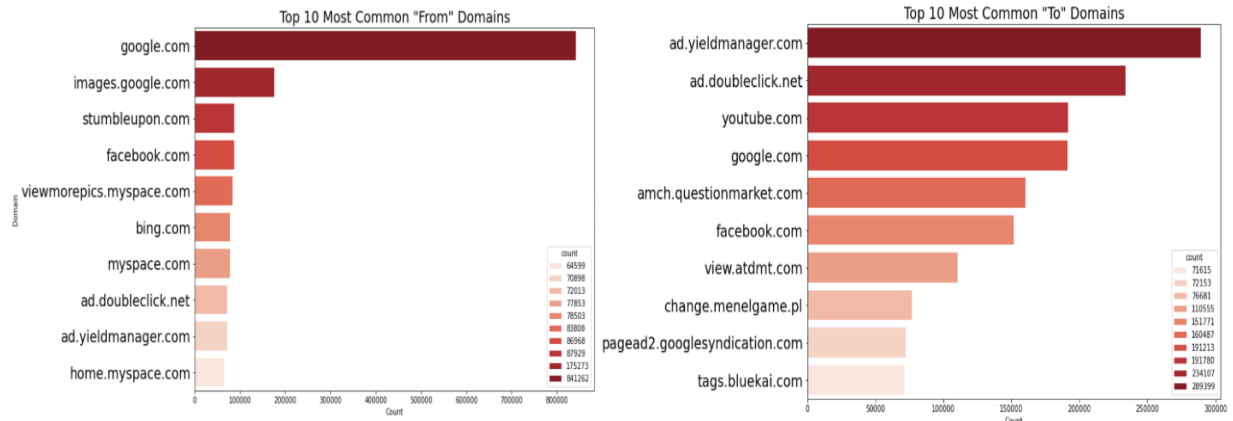 Top 10 Most Common "From" Domains
google.com
images.google.com
stumbleupon.com
facebook.com
viewmorepics.myspace.com
bing.com
myspace.com
ad.doubleclick.net
ad.yieldmanager.com
home.myspace.com
Domain
count
64599
70898
72013
77853
78503
83808
86968
87929
175273
841262
0 100000 200000 300000 400000 500000 600000 700000 800000
Count
Top 10 Most Common "To" Domains
ad.yieldmanager.com
ad.doubleclick.net
youtube.com
google.com
amch.questionmarket.com
facebook.com
view.atdmt.com
change.menelgame.pl
pagead2.googlesyndication.com
tags.bluekai.com
count
71615
72153
76681
110555
151771
160487
191213
191780
234107
289399
0 50000 100000 150000 200000 250000 300000
Count